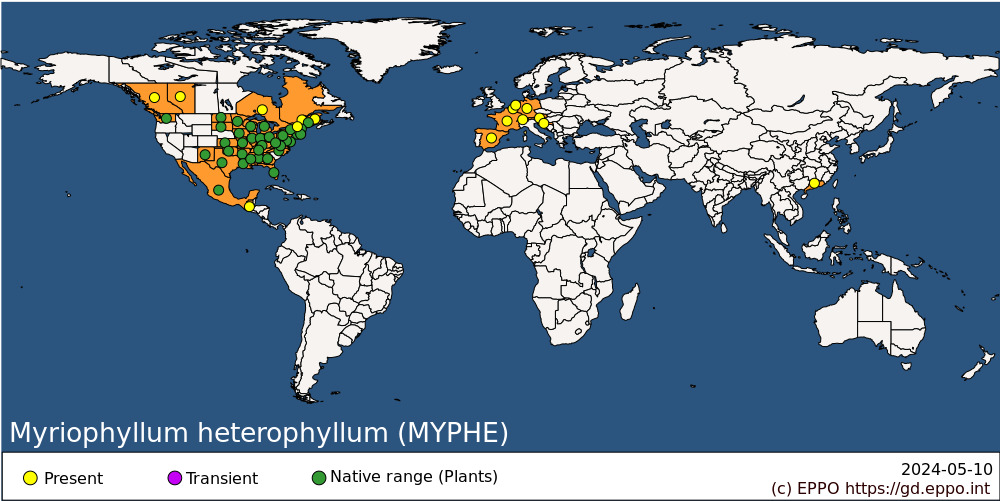 Myriophyllum heterophyllum (MYPHE)
Present
Transient
Native range (Plants)
2024-05-10
(c) EPPO https://gd.eppo.int